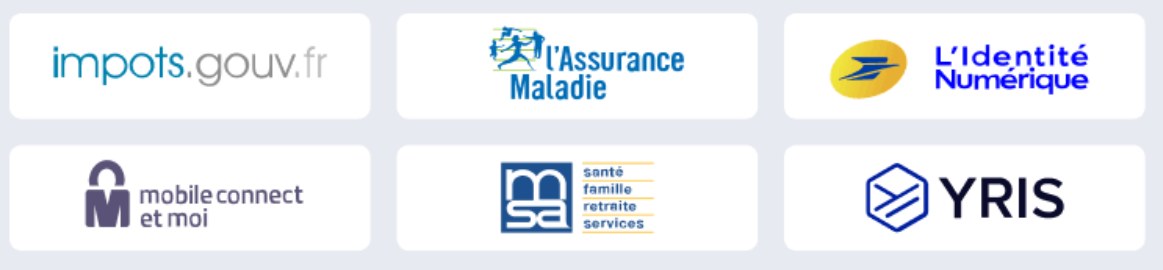 impots.gouv.fr
l'Assurance
Maladie
L'Identité
Numérique
mobile connect
et moi
msa
santé
famille
retraite
services
YRIS